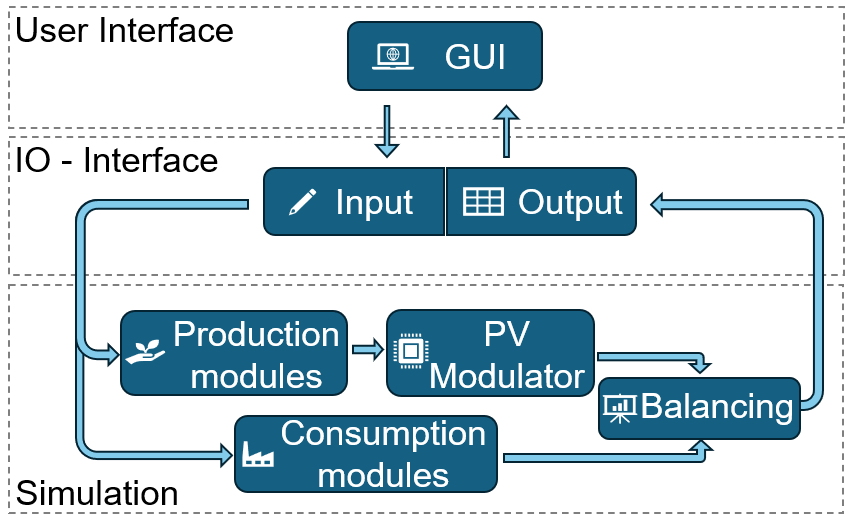 User Interface
GUI
IO - Interface
Input
Output
Production
modules
PV
Modulator
Balancing
Consumption
modules
Simulation